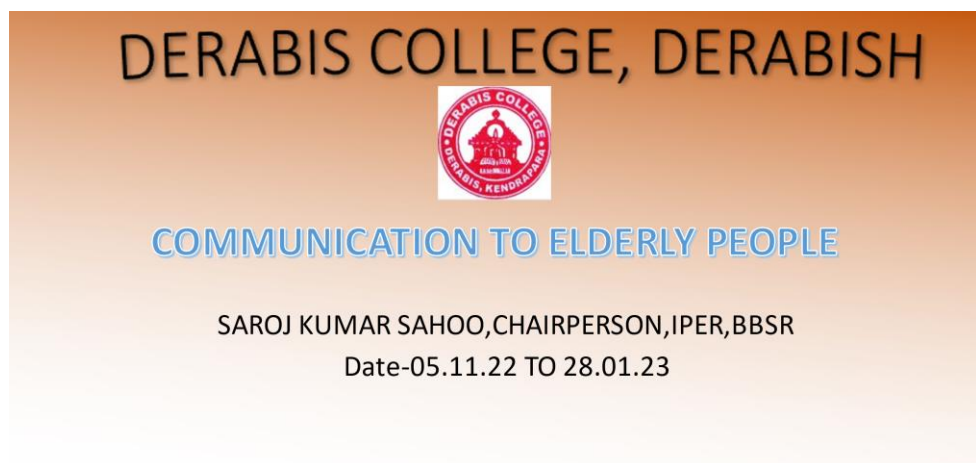 DERABIS COLLEGE, DERABISH
DERABIS COLLEGE
DERABIS, KENDRAPARA
COMMUNICATION TO ELDERLY PEOPLE
SAROJ KUMAR SAHOO,CHAIRPERSON,IPER,BBSR
Date-05.11.22 TO 28.01.23